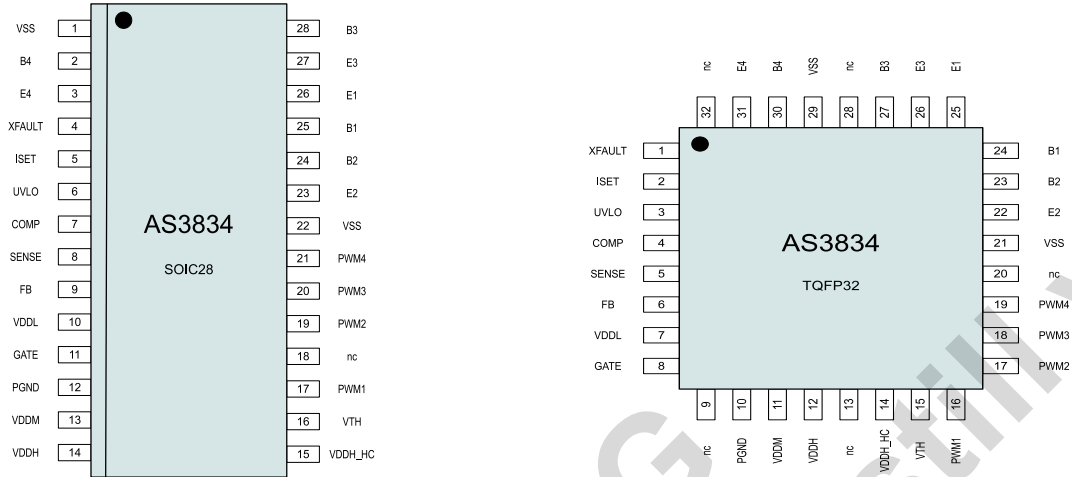 VSS 1 28 B3
B4 2 27 E3
E4 3 26 E1
XFAULT 4 25 B1
ISET 5 24 B2
UVLO 6 23 E2
COMP 7 22 VSS
SENSE 8 21 PWM4
FB 9 20 PWM3
VDDL 10 19 PWM2
GATE 11 18 nc
PGND 12 17 PWM1
VDDM 13 16 VTH
VDDH 14 15 VDDH_HC
AS3834
SOIC28
nc E4 B4 VSS nc B3 E3 E1
32 31 30 29 28 27 26 25
XFAULT 1 24 B1
ISET 2 23 B2
UVLO 3 22 E2
COMP 4 21 VSS
SENSE 5 20 nc
FB 6 19 PWM4
VDDL 7 18 PWM3
GATE 8 17 PWM2
AS3834
TQFP32
9 10 11 12 13 14 15 16
nc PGND VDDM VDDH nc VDDH_HC VTH PWM1
G
still